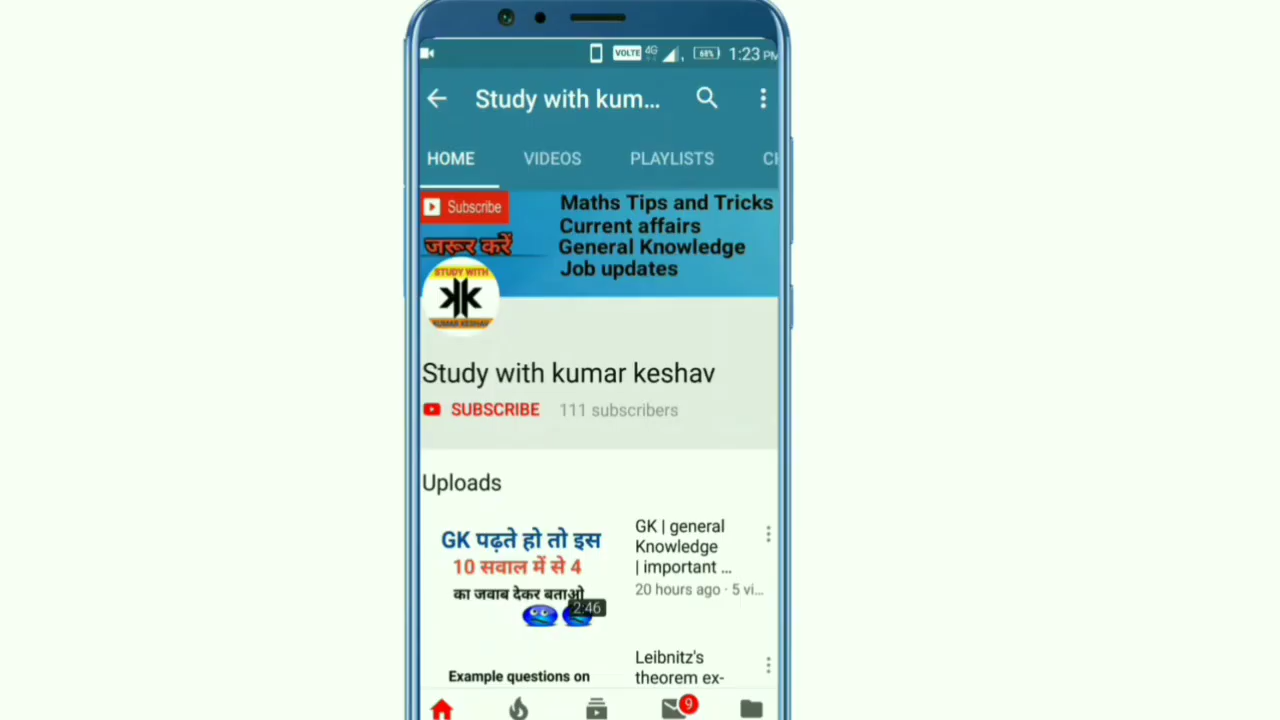 VOLTE 4G 68% 1:23 PM
Study with kum...
HOME VIDEOS PLAYLISTS
Subscribe
जरूर करें
Maths Tips and Tricks
Current affairs
General Knowledge
Job updates
STUDY WITH
KUMAR KESHAV
Study with kumar keshav
SUBSCRIBE 111 subscribers
Uploads
GK पढ़ते हो तो इस
10 सवाल में से 4
का जवाब देकर बताओ
2:46
GK | general
Knowledge
| important ...
20 hours ago · 5 vi...
Example questions on
Leibnitz's
theorem ex-
9